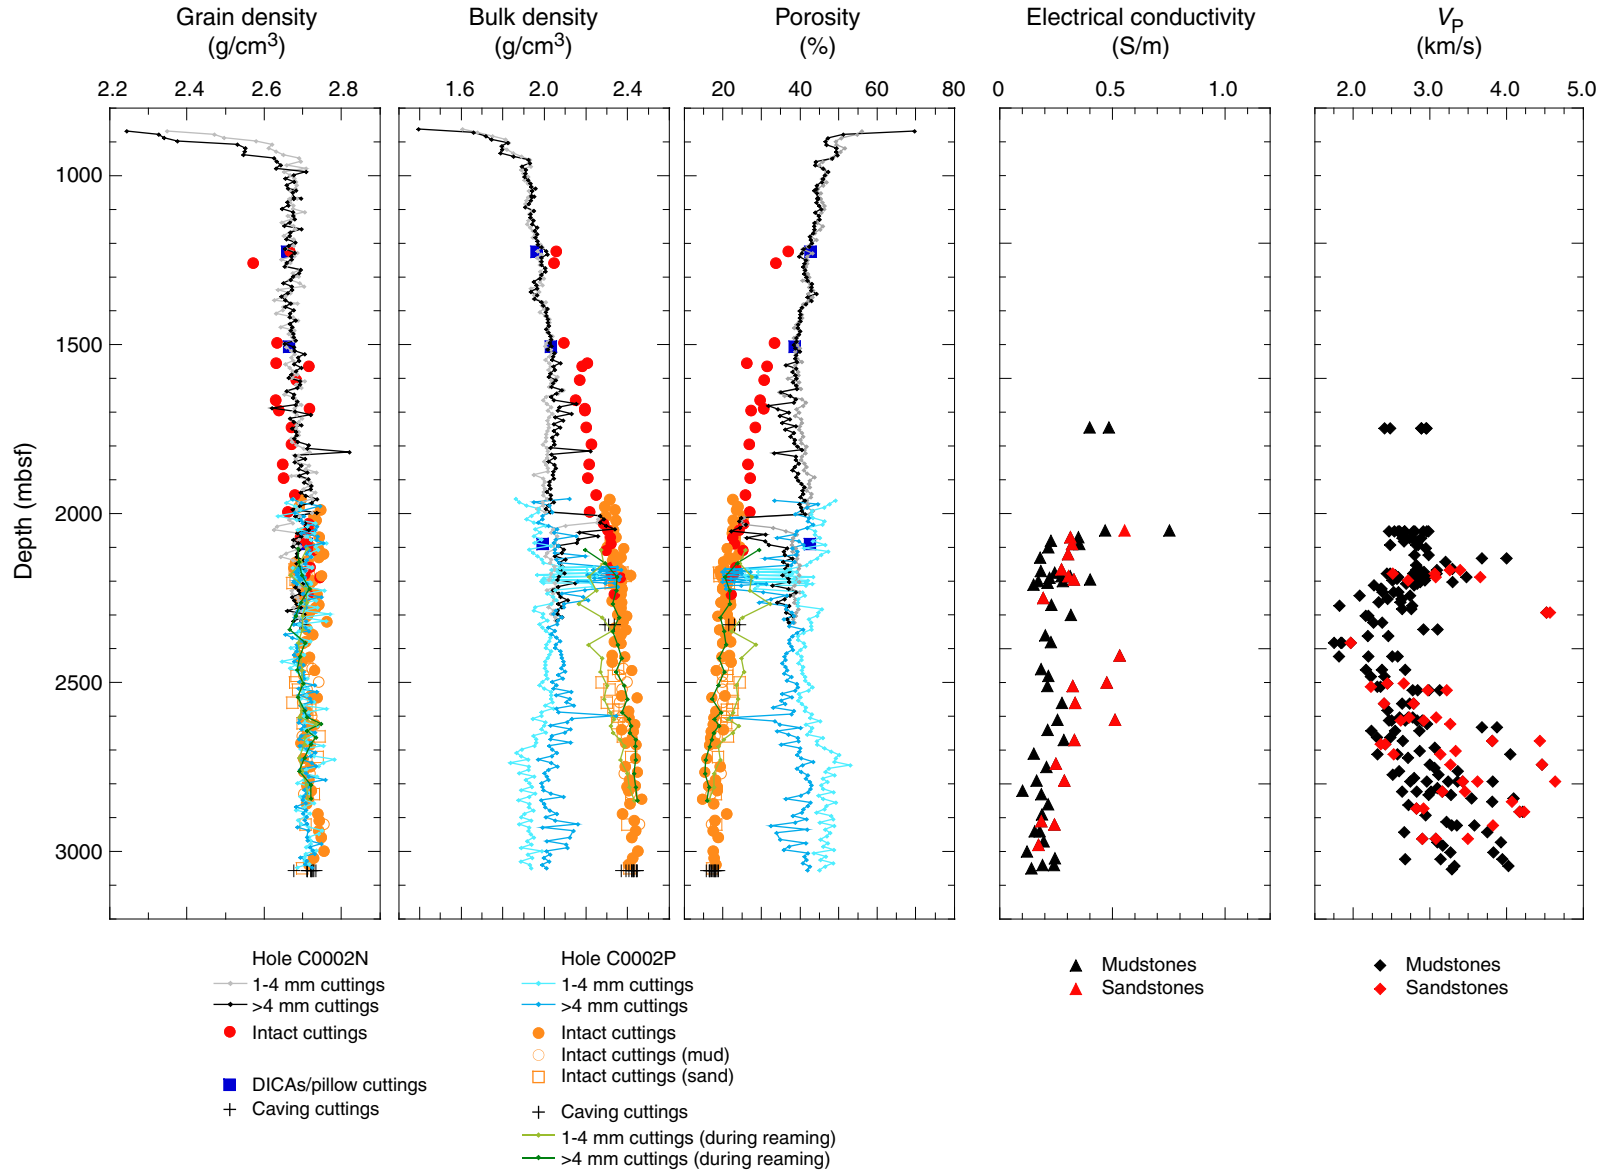 Grain density
(g/cm³)
Bulk density
(g/cm³)
Porosity
(%)
Electrical conductivity
(S/m)
VP
(km/s)
2.2 2.4 2.6 2.8
1.6 2.0 2.4
20 40 60 80
0 0.5 1.0
2.0 3.0 4.0 5.0
Depth (mbsf)
1000
1500
2000
2500
3000
Hole C0002N
1-4 mm cuttings
>4 mm cuttings
Intact cuttings
DICAs/pillow cuttings
Caving cuttings
Hole C0002P
1-4 mm cuttings
>4 mm cuttings
Intact cuttings
Intact cuttings (mud)
Intact cuttings (sand)
Caving cuttings
1-4 mm cuttings (during reaming)
>4 mm cuttings (during reaming)
Mudstones
Sandstones
Mudstones
Sandstones